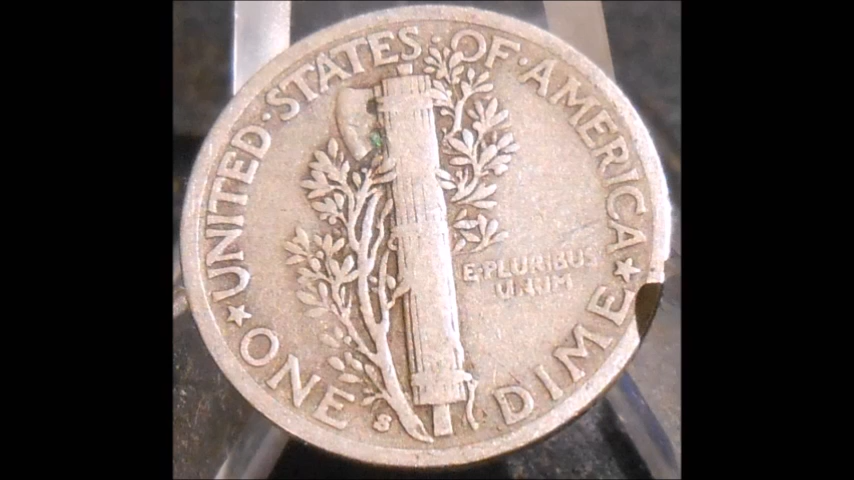 UNITED·STATES·OF·AMERICA
E·PLURIBUS
UNUM
ONE DIME
S